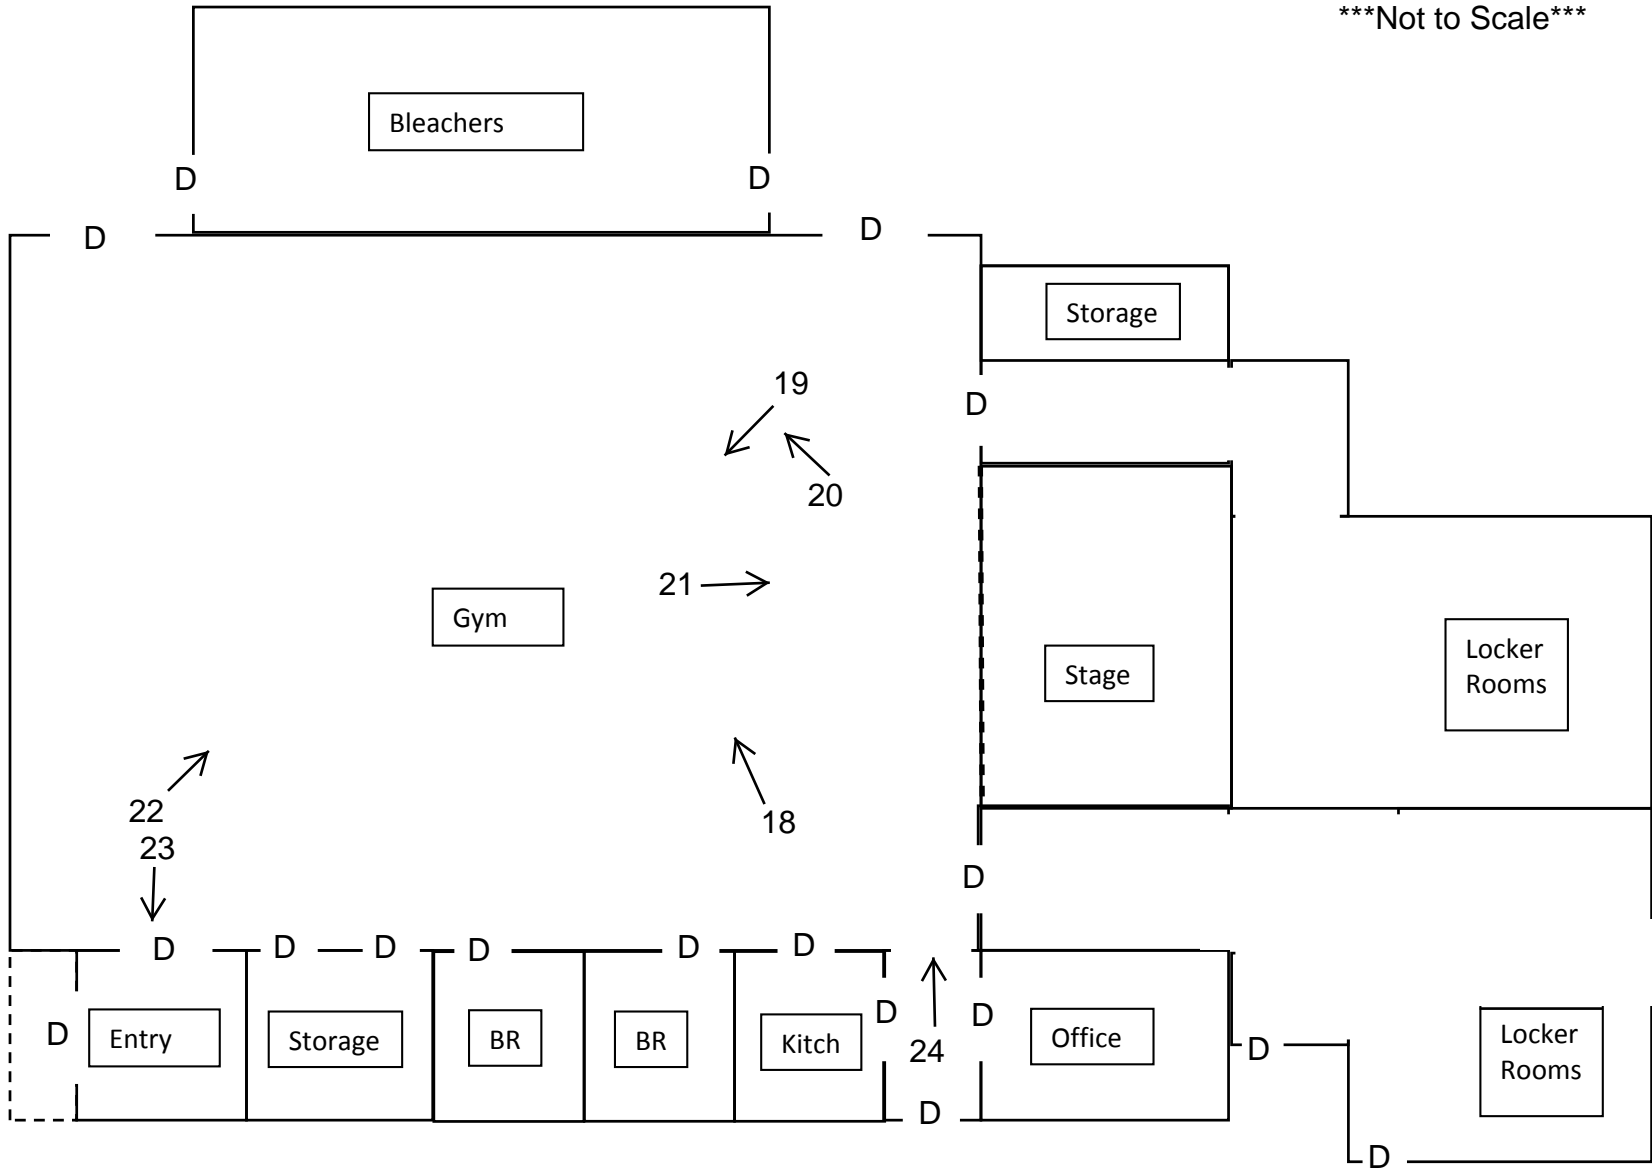 ***Not to Scale***
Bleachers
D
D
D
D
Storage
19
D
20
21
Gym
Stage
Locker
Rooms
22
18
23
D
D
D
D
D
D
D
D
D
D
Entry
Storage
BR
BR
Kitch
24
Office
D
Locker
Rooms
D
D